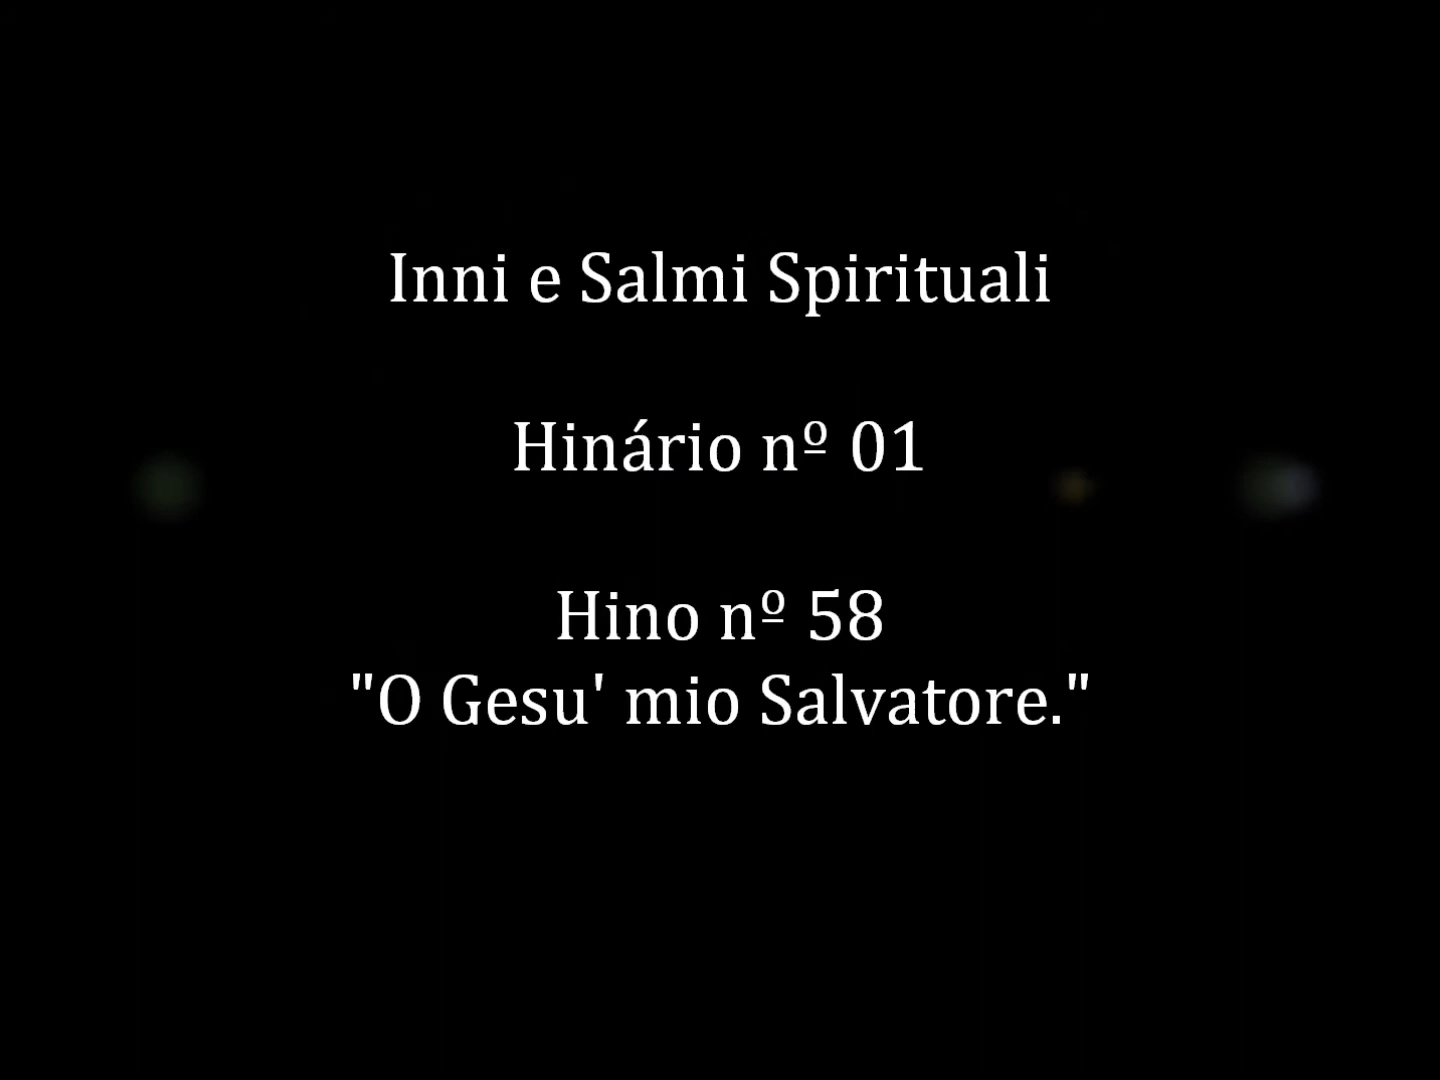 Inni e Salmi Spirituali
Hinário nº 01
Hino nº 58
"O Gesu' mio Salvatore."